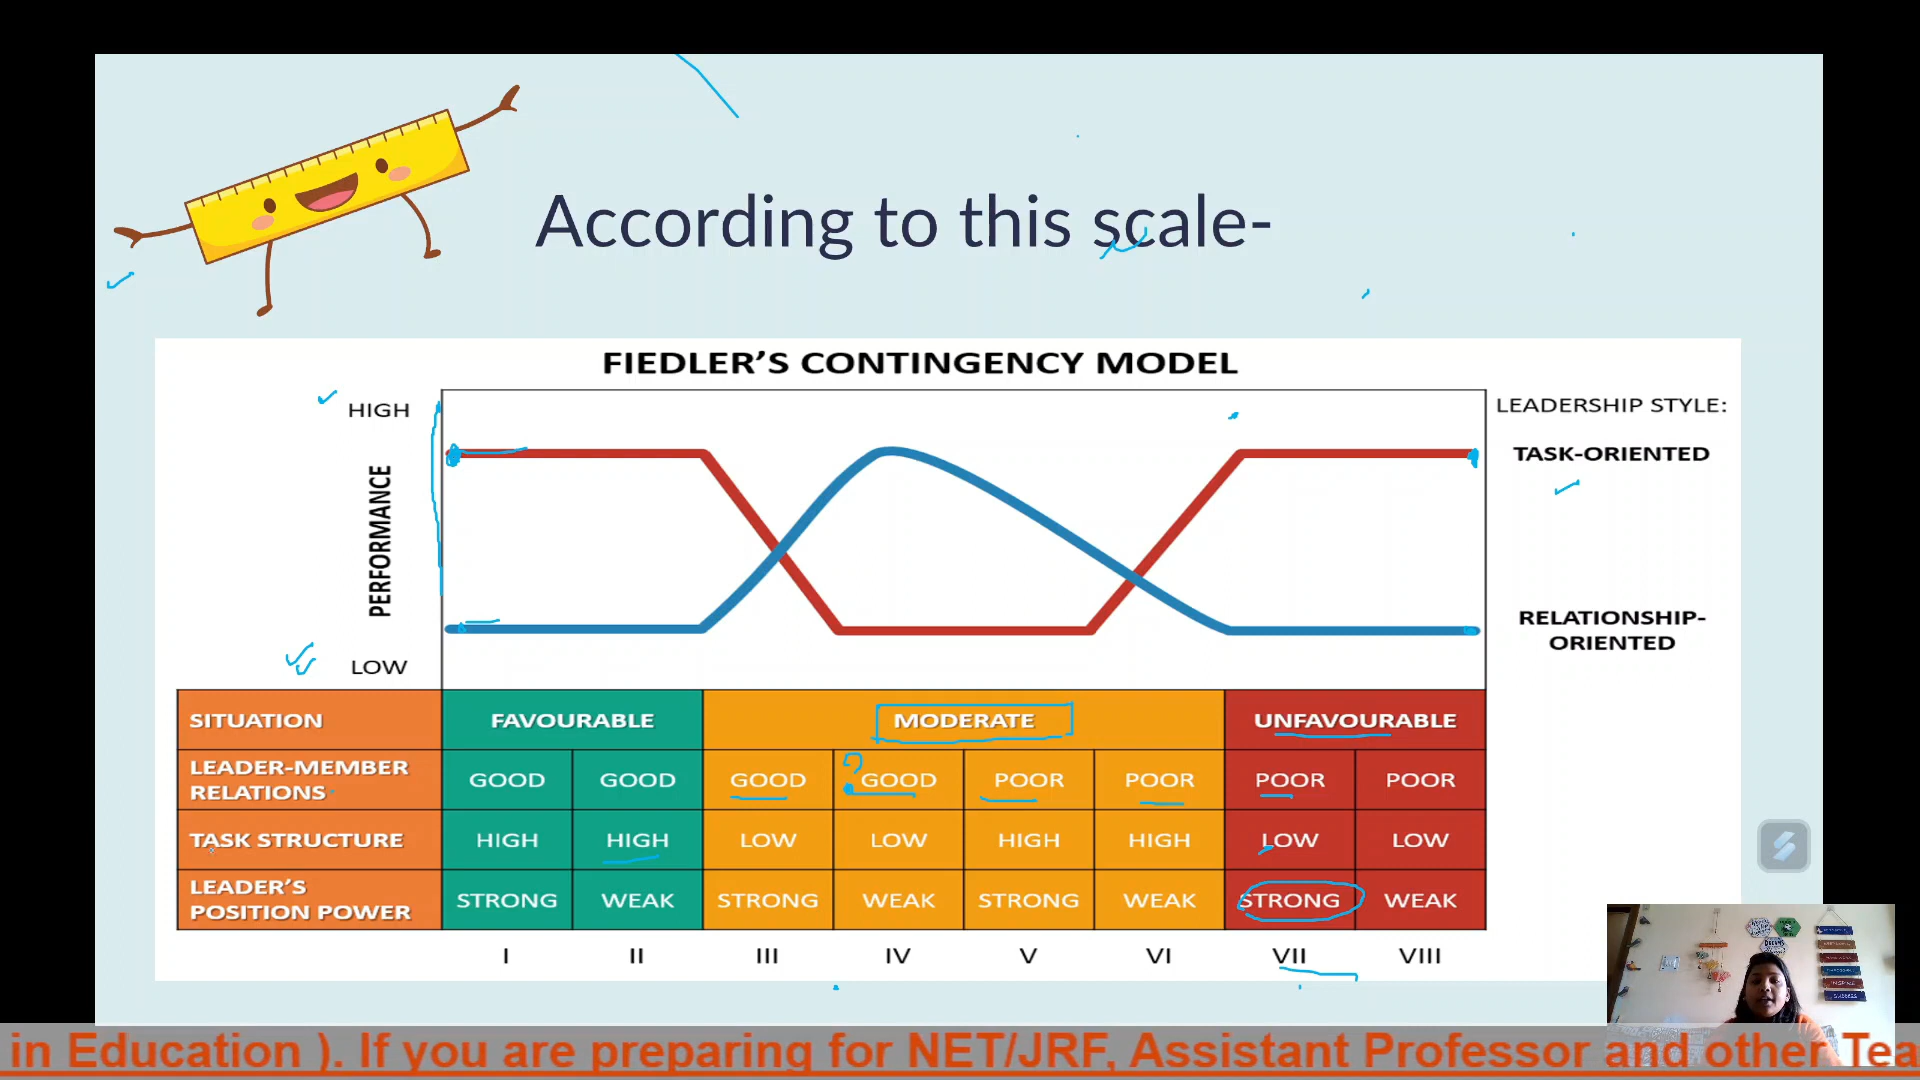 According to this scale-
FIEDLER'S CONTINGENCY MODEL
HIGH
PERFORMANCE
LOW
LEADERSHIP STYLE:
TASK-ORIENTED
RELATIONSHIP-
ORIENTED
SITUATION FAVOURABLE MODERATE UNFAVOURABLE
LEADER-MEMBER
RELATIONS GOOD GOOD GOOD GOOD POOR POOR POOR POOR
TASK STRUCTURE HIGH HIGH LOW LOW HIGH HIGH LOW LOW
LEADER'S
POSITION POWER STRONG WEAK STRONG WEAK STRONG WEAK STRONG WEAK
I II III IV V VI VII VIII
in Education ). If you are preparing for NET/JRF, Assistant Professor and other Tea